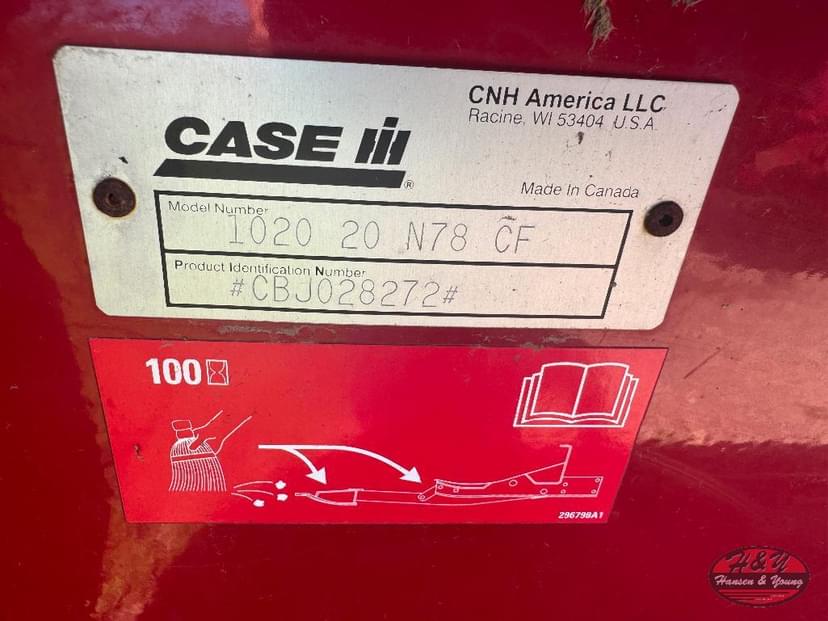 CNH America LLC
Racine, WI 53404 U.S.A.
CASE IH®
Made In Canada
Model Number
1020 20 N78 CF
Product Identification Number
#CBJ028272#
100
296798A1
H&Y
Hansen & Young